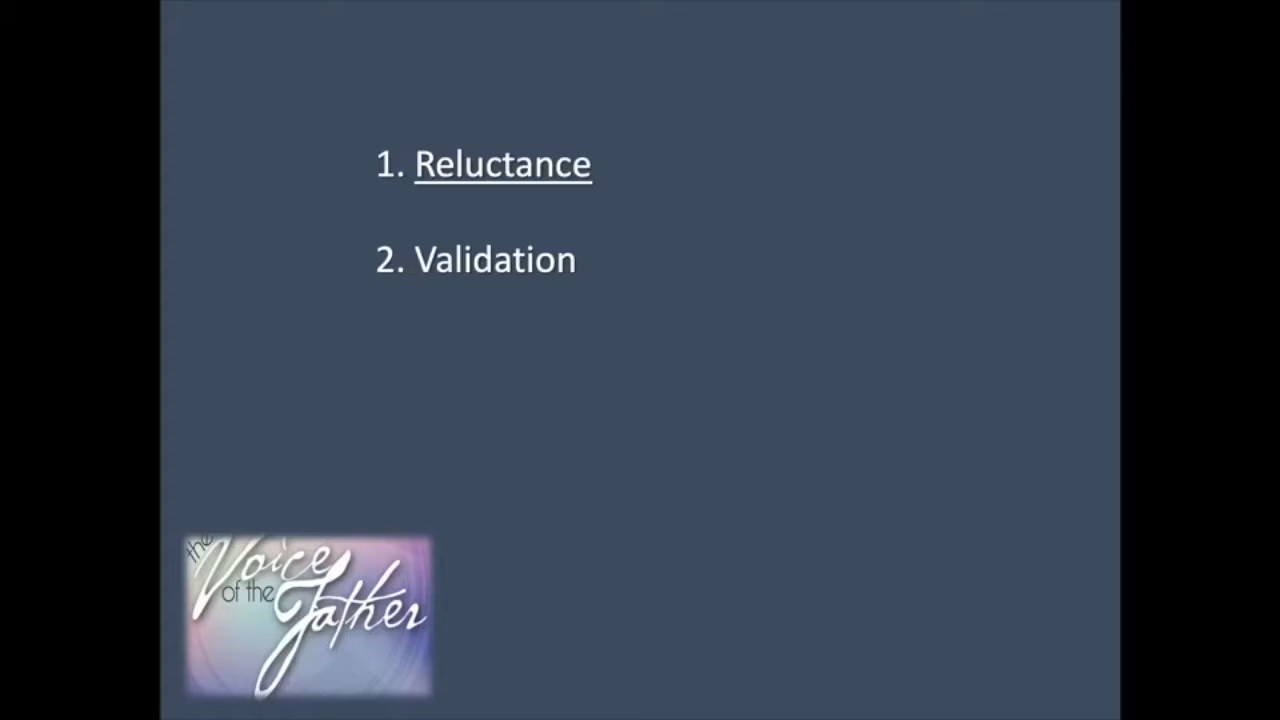 1. Reluctance
2. Validation
the
Voice
of the
Father